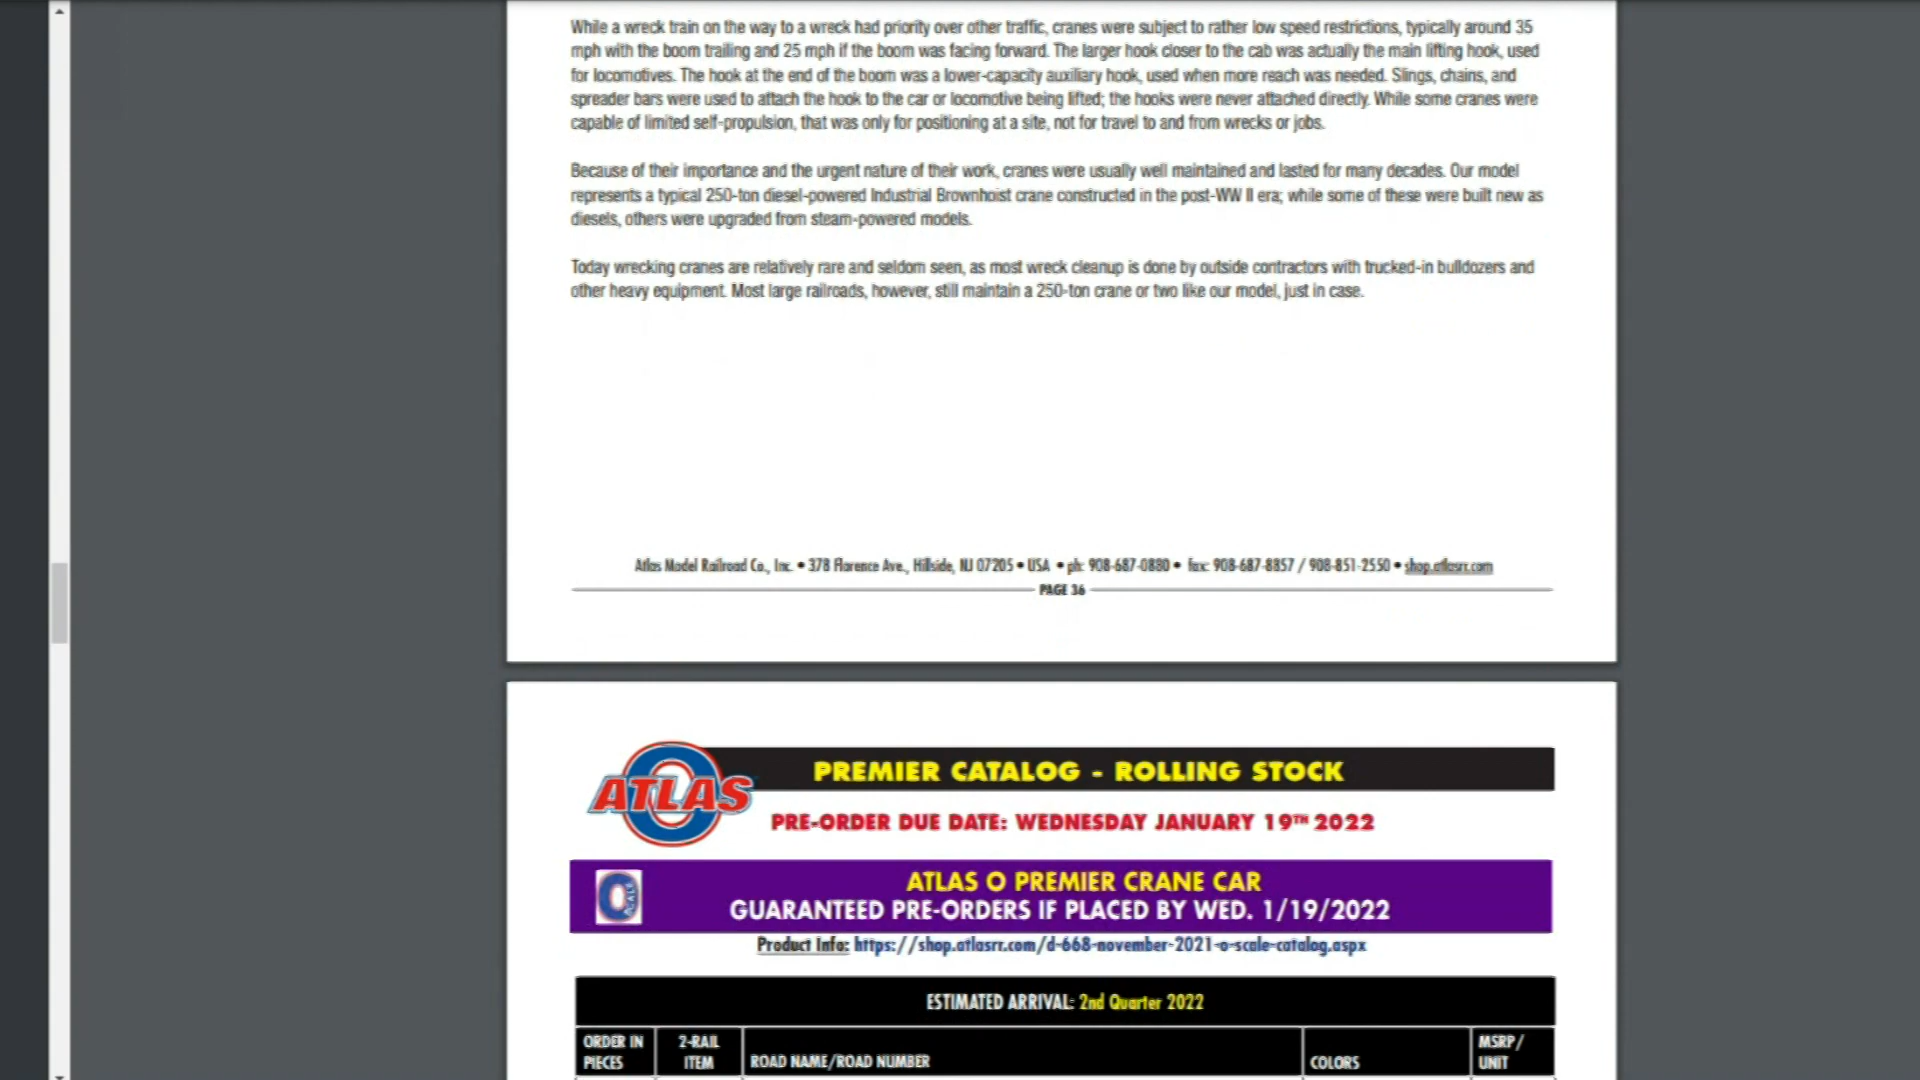 While a wreck train on the way to a wreck had priority over other traffic, cranes were subject to rather low speed restrictions, typically around 35
mph with the boom trailing and 25 mph if the boom was facing forward. The larger hook closer to the cab was actually the main lifting hook, used
for locomotives. The hook at the end of the boom was a lower-capacity auxiliary hook, used when more reach was needed. Slings, chains, and
spreader bars were used to attach the hook to the car or locomotive being lifted; the hooks were never attached directly. While some cranes were
capable of limited self-propulsion, that was only for positioning at a site, not for travel to and from wrecks or jobs.
Because of their importance and the urgent nature of their work, cranes were usually well maintained and lasted for many decades. Our model
represents a typical 250-ton diesel-powered Industrial Brownhoist crane constructed in the post-WW II era; while some of these were built new as
diesels, others were upgraded from steam-powered models.
Today wrecking cranes are relatively rare and seldom seen, as most wreck cleanup is done by outside contractors with trucked-in bulldozers and
other heavy equipment. Most large railroads, however, still maintain a 250-ton crane or two like our model, just in case.
Atlas Model Railroad Co., Inc. • 378 Florence Ave., Hillside, NJ 07205 • USA • ph: 908-687-0880 • fax: 908-687-8857 / 908-851-2550 • shop.atlasrr.com
PAGE 36
ATLAS O
PREMIER CATALOG - ROLLING STOCK
PRE-ORDER DUE DATE: WEDNESDAY JANUARY 19TH 2022
O SCALE
ATLAS O PREMIER CRANE CAR
GUARANTEED PRE-ORDERS IF PLACED BY WED. 1/19/2022
Product Info: https://shop.atlasrr.com/d-668-november-2021-o-scale-catalog.aspx
ESTIMATED ARRIVAL: 2nd Quarter 2022
ORDER IN PIECES
2-RAIL ITEM
ROAD NAME/ROAD NUMBER
COLORS
MSRP/ UNIT